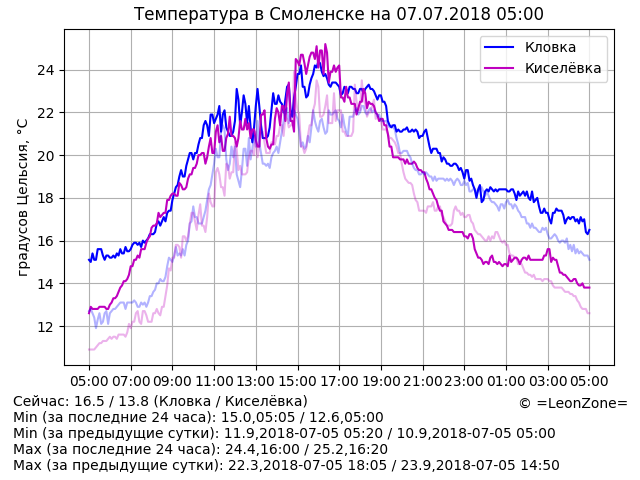 Температура в Смоленске на 07.07.2018 05:00
Кловка
Киселёвка
градусов Цельсия, °C
24
22
20
18
16
14
12
05:00 07:00 09:00 11:00 13:00 15:00 17:00 19:00 21:00 23:00 01:00 03:00 05:00
Сейчас: 16.5 / 13.8 (Кловка / Киселёвка)
© =LeonZone=
Min (за последние 24 часа): 15.0,05:05 / 12.6,05:00
Min (за предыдущие сутки): 11.9,2018-07-05 05:20 / 10.9,2018-07-05 05:00
Max (за последние 24 часа): 24.4,16:00 / 25.2,16:20
Max (за предыдущие сутки): 22.3,2018-07-05 18:05 / 23.9,2018-07-05 14:50